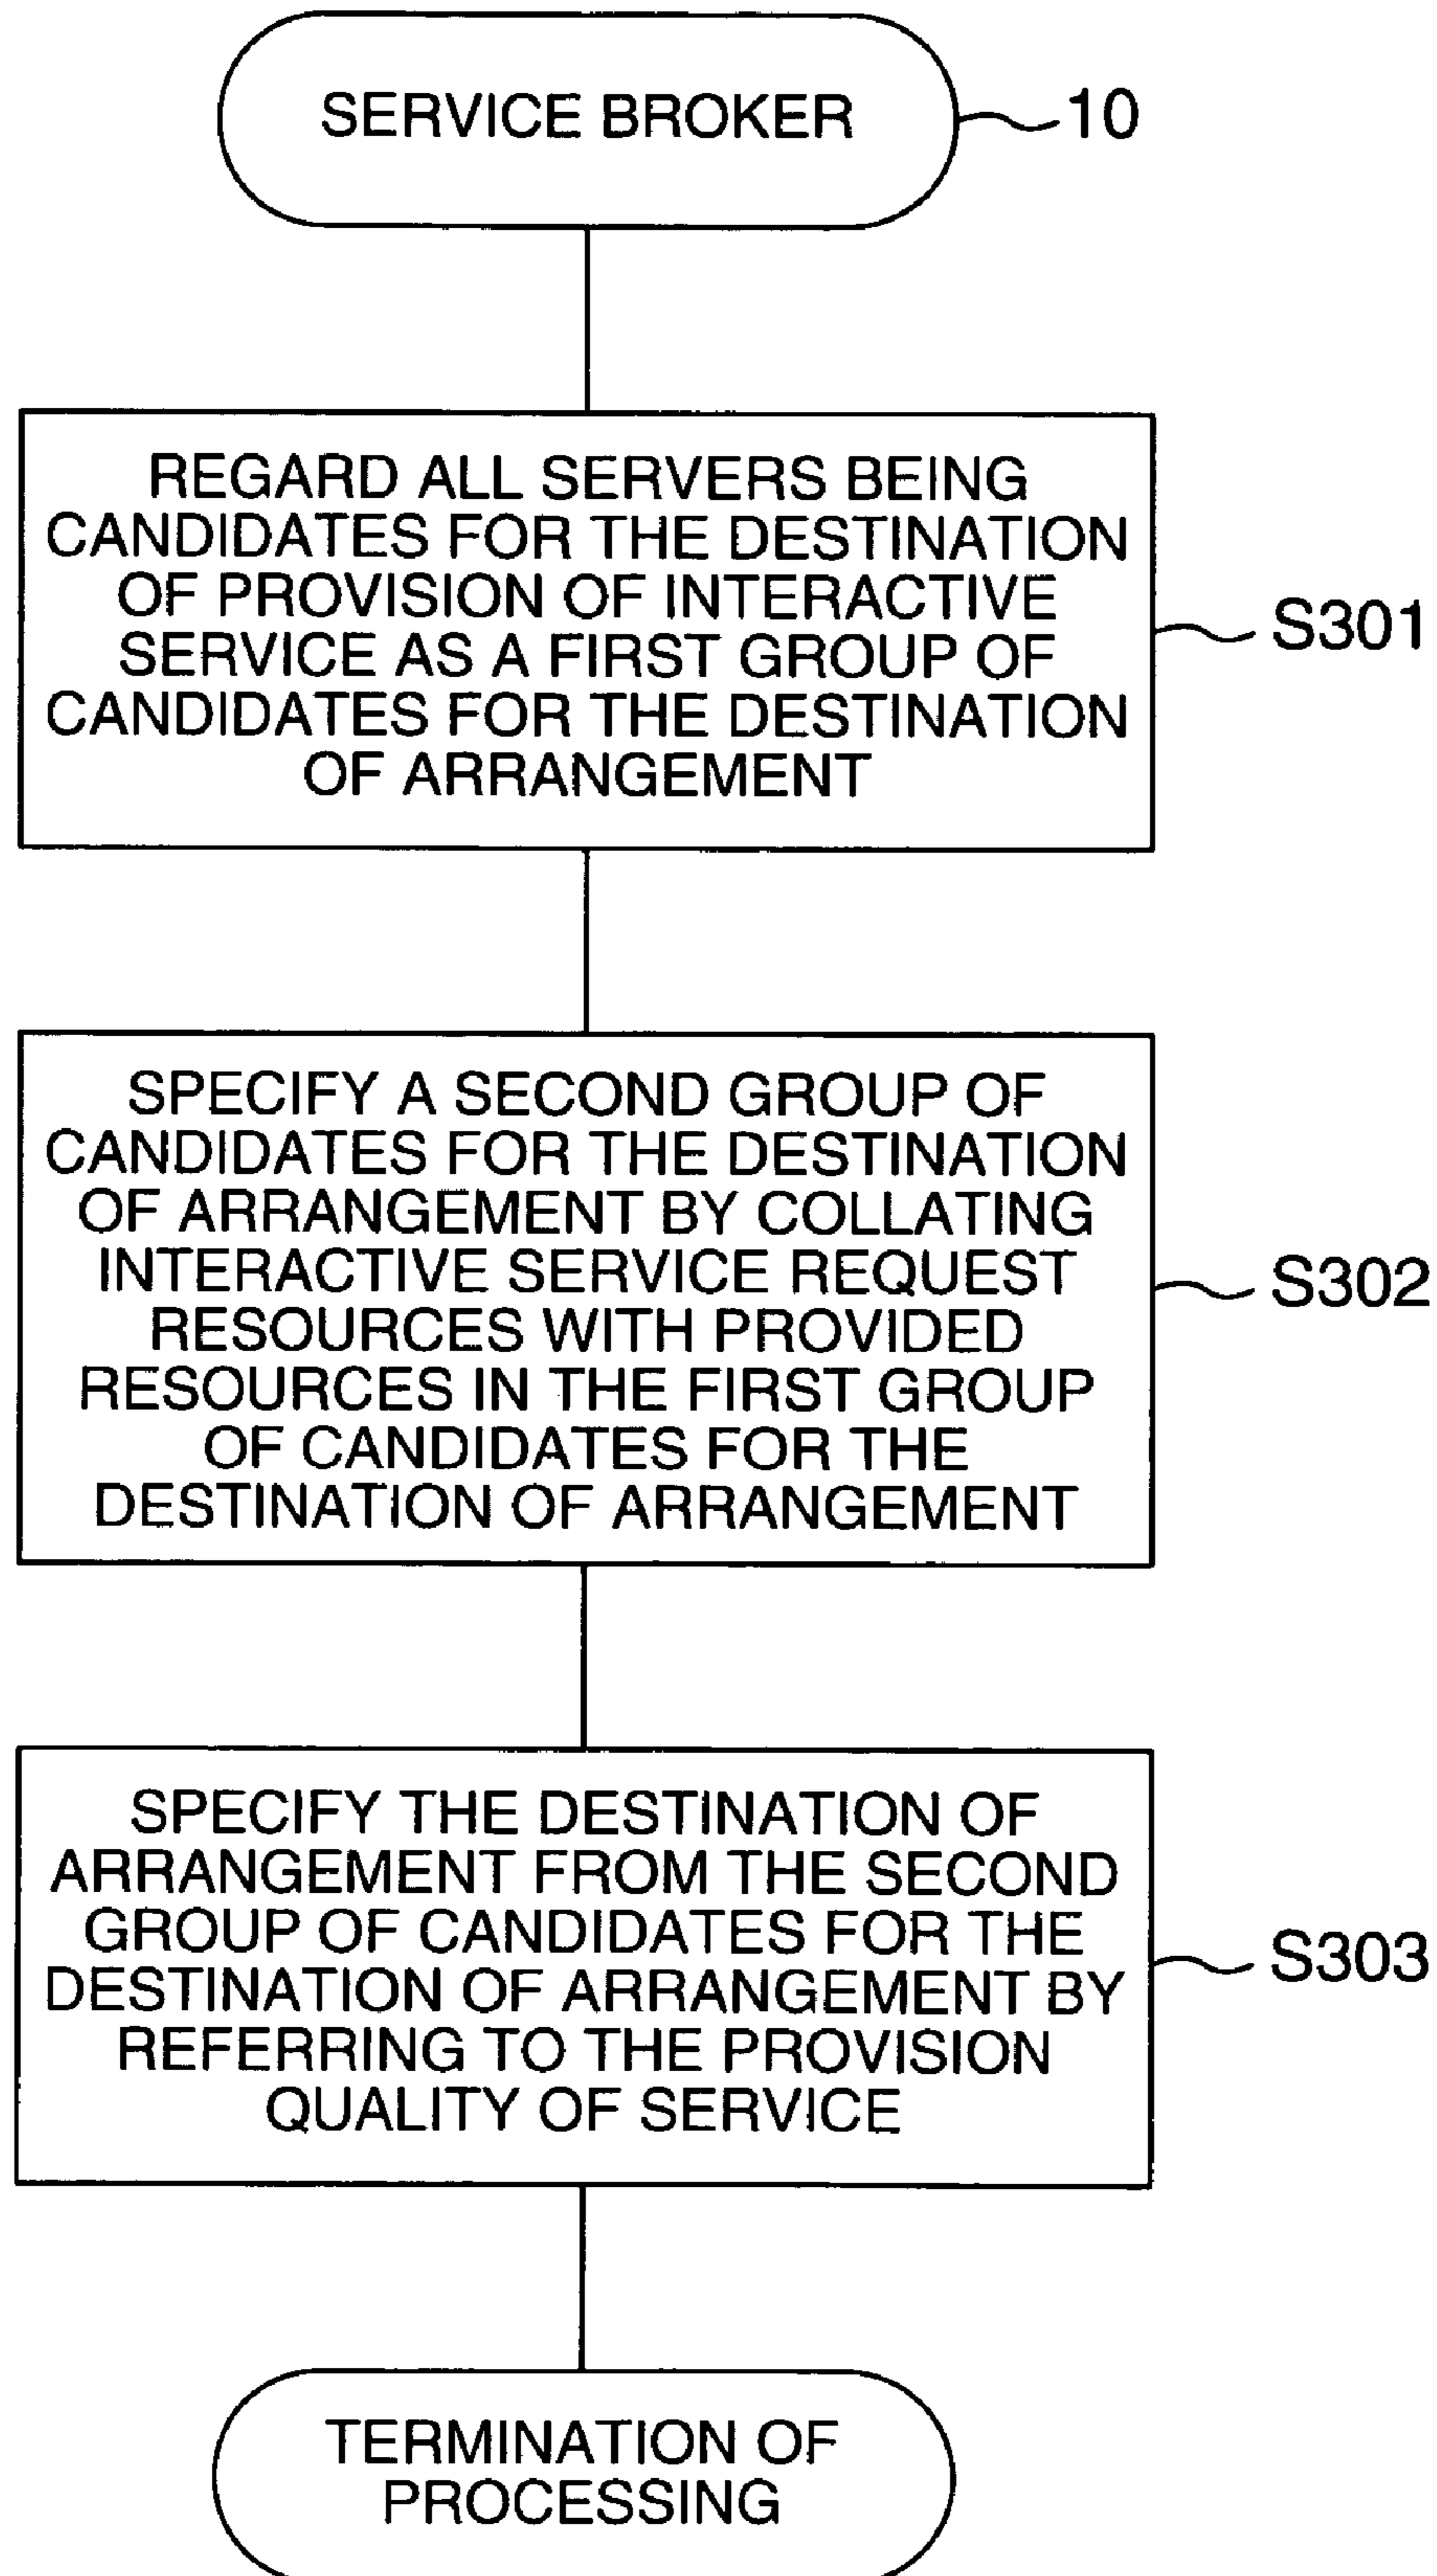 SERVICE BROKER
10
REGARD ALL SERVERS BEING
CANDIDATES FOR THE DESTINATION
OF PROVISION OF INTERACTIVE
SERVICE AS A FIRST GROUP OF
CANDIDATES FOR THE DESTINATION
OF ARRANGEMENT
S301
SPECIFY A SECOND GROUP OF
CANDIDATES FOR THE DESTINATION
OF ARRANGEMENT BY COLLATING
INTERACTIVE SERVICE REQUEST
RESOURCES WITH PROVIDED
RESOURCES IN THE FIRST GROUP
OF CANDIDATES FOR THE
DESTINATION OF ARRANGEMENT
S302
SPECIFY THE DESTINATION OF
ARRANGEMENT FROM THE SECOND
GROUP OF CANDIDATES FOR THE
DESTINATION OF ARRANGEMENT BY
REFERRING TO THE PROVISION
QUALITY OF SERVICE
S303
TERMINATION OF
PROCESSING